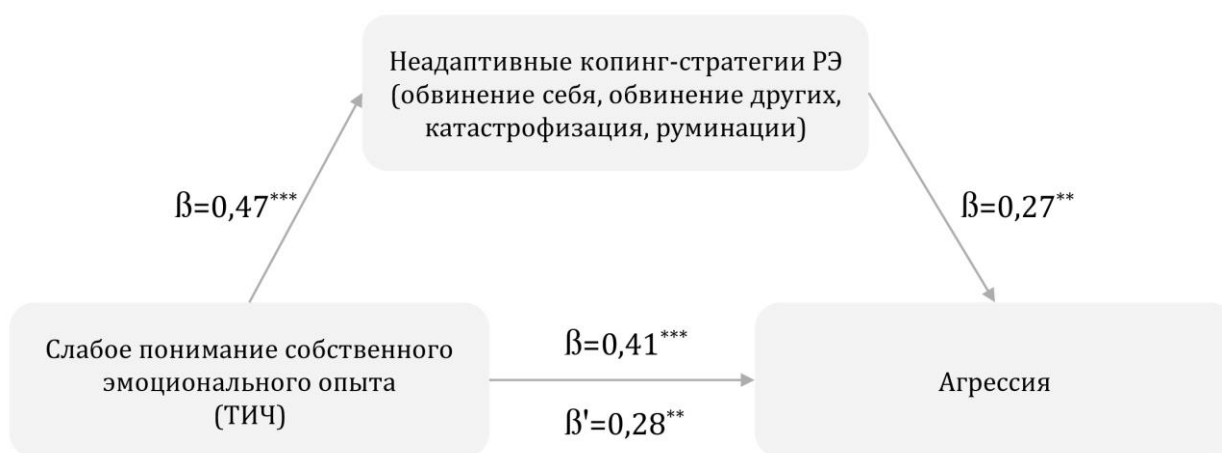 Неадаптивные копинг-стратегии РЭ
(обвинение себя, обвинение других,
катастрофизация, руминации)
ß=0,47***
ß=0,27**
Слабое понимание собственного
эмоционального опыта
(ТИЧ)
ß=0,41***
ß'=0,28**
Агрессия